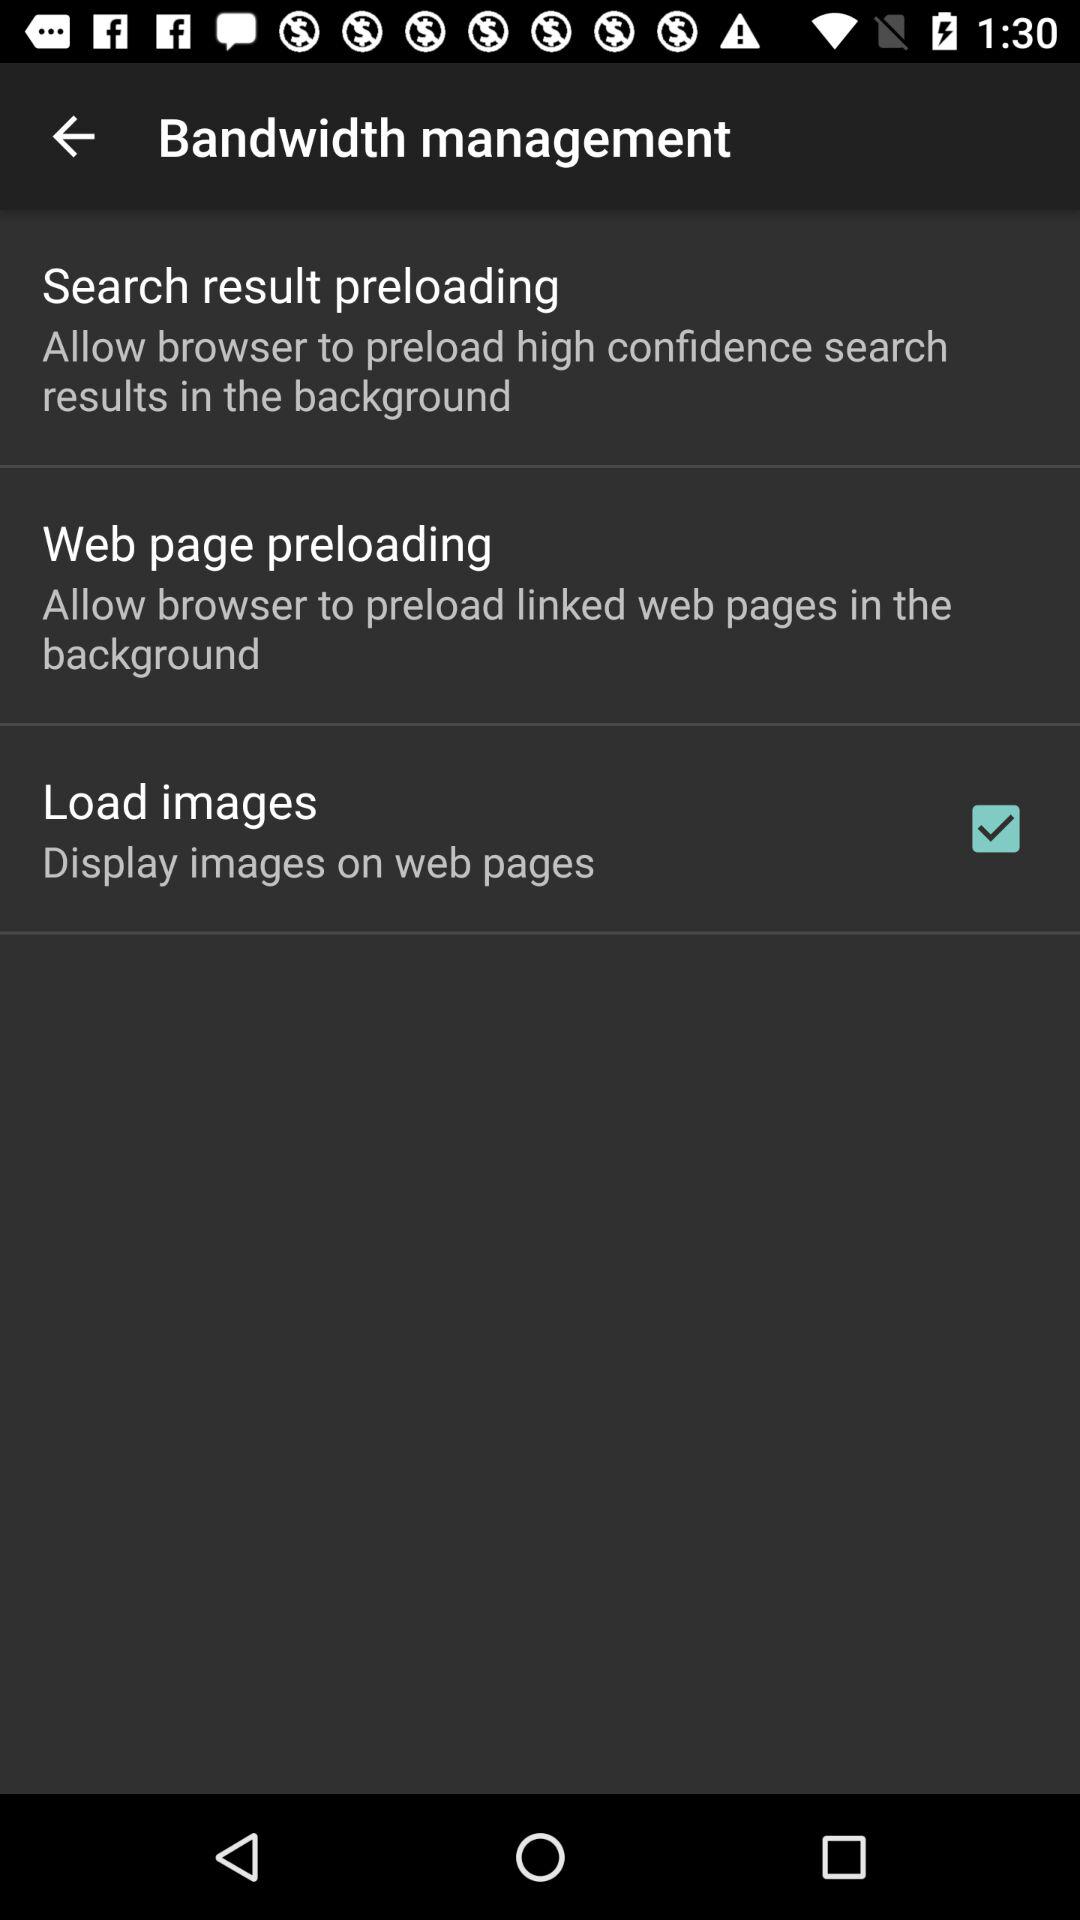 1:30
Bandwidth management
Search result preloading
Allow browser to preload high confidence search
results in the background
Web page preloading
Allow browser to preload linked web pages in the
background
Load images
Display images on web pages